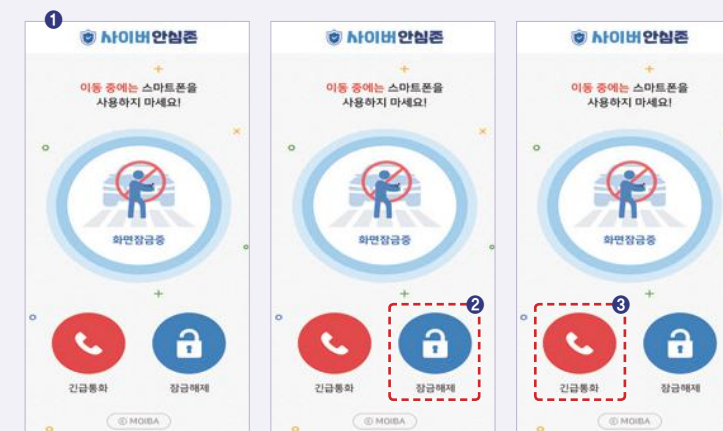 1
사이버안심존
이동 중에는 스마트폰을
사용하지 마세요!
화면잠금중
긴급통화 잠금해제
© MOIBA
사이버안심존
이동 중에는 스마트폰을
사용하지 마세요!
화면잠금중
2
긴급통화 잠금해제
© MOIBA
사이버안심존
이동 중에는 스마트폰을
사용하지 마세요!
화면잠금중
3
긴급통화 잠금해제
© MOIBA